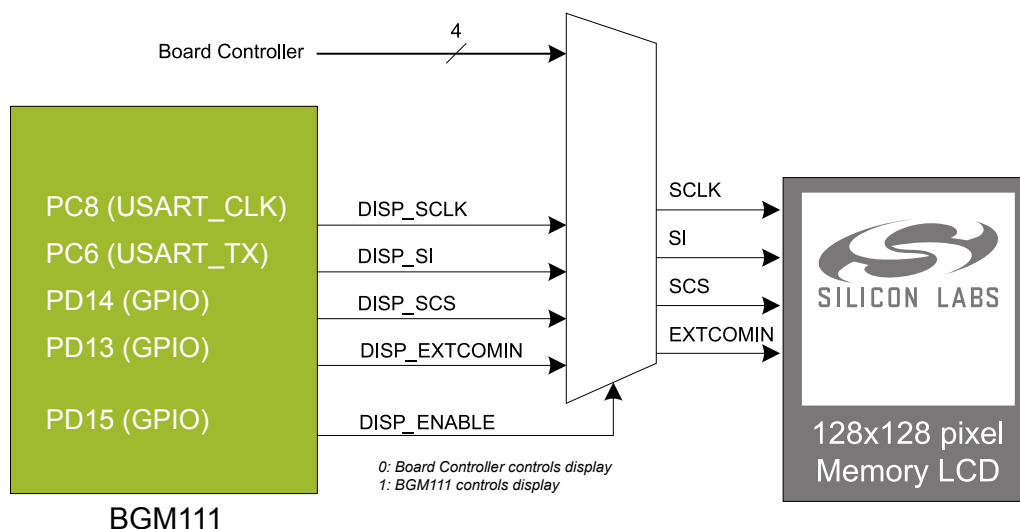 4
Board Controller
PC8 (USART_CLK)
DISP_SCLK
SCLK
PC6 (USART_TX)
DISP_SI
SI
PD14 (GPIO)
DISP_SCS
SCS
PD13 (GPIO)
DISP_EXTCOMIN
EXTCOMIN
PD15 (GPIO)
DISP_ENABLE
SILICON LABS
128x128 pixel
Memory LCD
0: Board Controller controls display
1: BGM111 controls display
BGM111